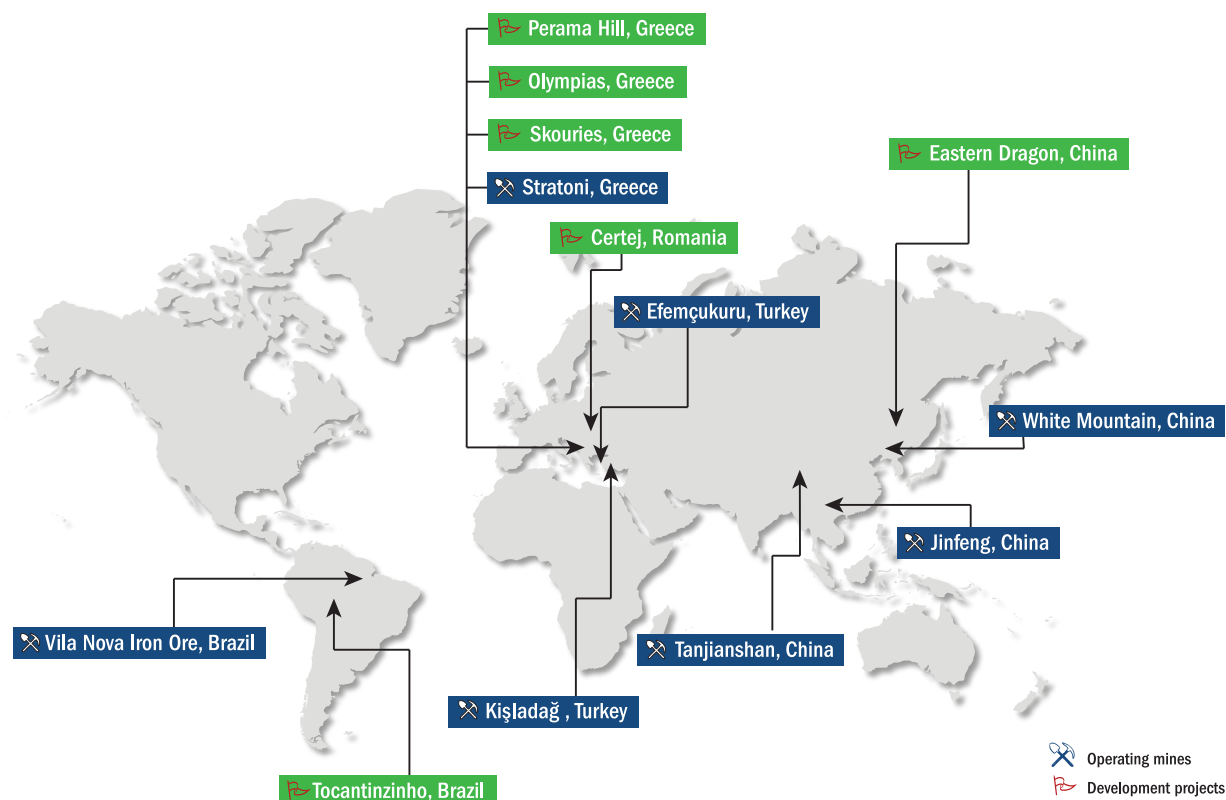 Perama Hill, Greece
Olympias, Greece
Skouries, Greece
Stratoni, Greece
Eastern Dragon, China
Certej, Romania
Efemçukuru, Turkey
White Mountain, China
Jinfeng, China
Vila Nova Iron Ore, Brazil
Tanjianshan, China
Kişladağ , Turkey
Tocantinzinho, Brazil
Operating mines
Development projects